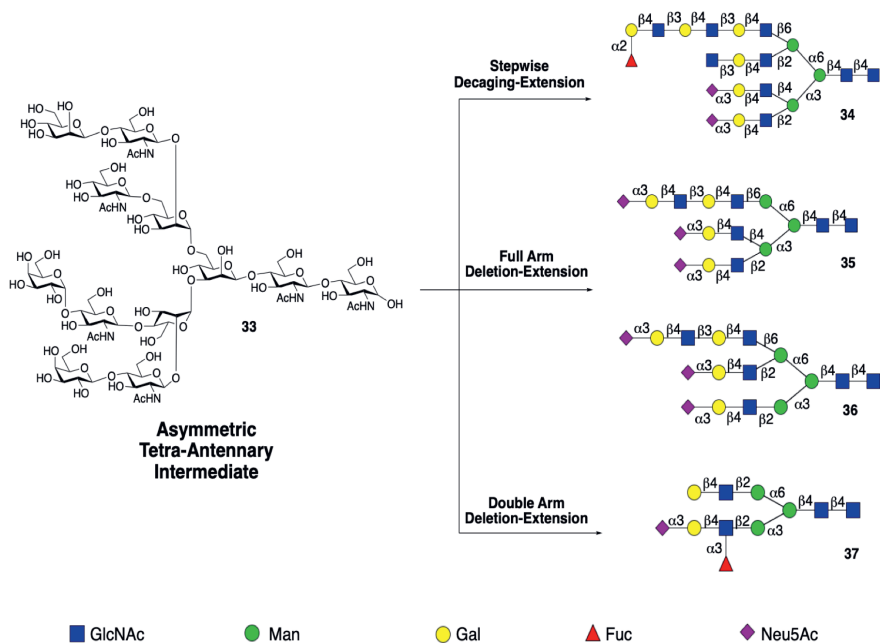 HO OH
HO
HO
O
O
OH
O
HO
AcHN
O
OH
HO
HO
O
AcHN
O
HO
HO
O
O
HO OH
HO
O
O
OH
O
HO
AcHN
O
OH
O
HO
AcHN
OH
OH
HO
OH
O
HO
O
OH
O
HO
AcHN
O
HO
O
HO
O
HO
OH
HO
O
OH
O
OH
O
HO
AcHN
O
33
Asymmetric
Tetra-Antennary
Intermediate
Stepwise
Decaging-Extension
Full Arm
Deletion-Extension
Double Arm
Deletion-Extension
β4 β3 β4 β3 β4 β6
α2
β3 β4 β2
α6
β4 β4
α3 β4 β4
α3
α3 β4 β2
34
α3 β4 β3 β4 β6
α6
β4 β4
α3 β4 β4
α3
α3 β4 β2
35
α3 β4 β3 β4 β6
α3 β4 β2
α6
β4 β4
α3
α3 β4 β2
36
β4 β2 α6
β4 β4
α3 β4 β2 α3
α3
37
GlcNAc Man Gal Fuc Neu5Ac